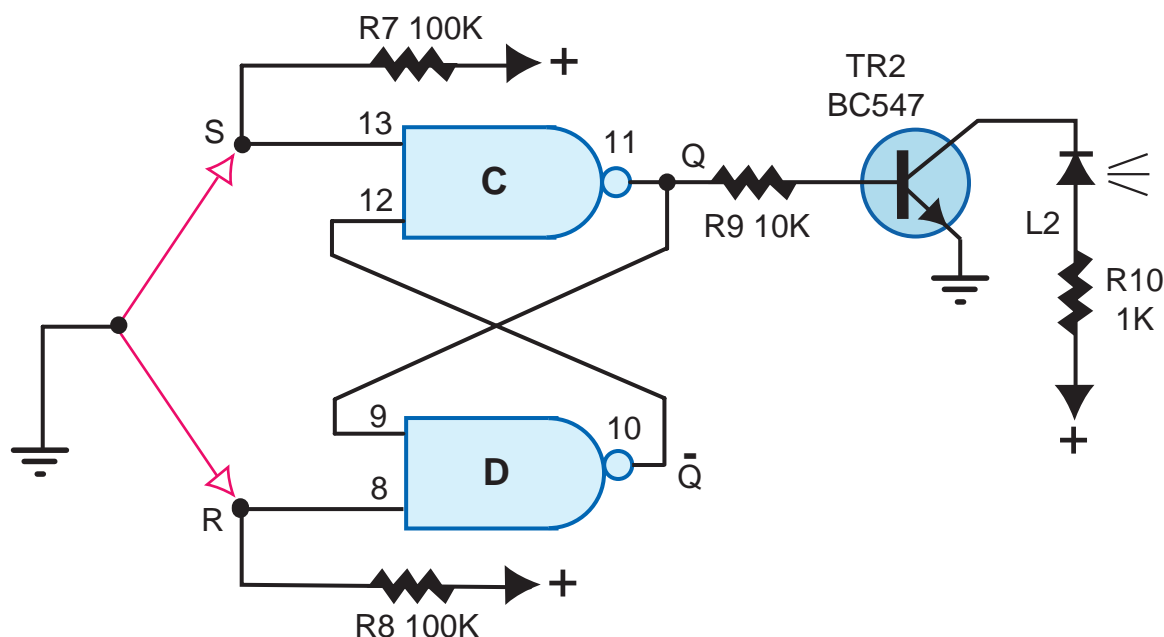 R7 100K
+
TR2
BC547
S
13
11
C
Q
12
R9 10K
L2
R10
1K
9
10
D
Q̄
8
+
R
+
R8 100K